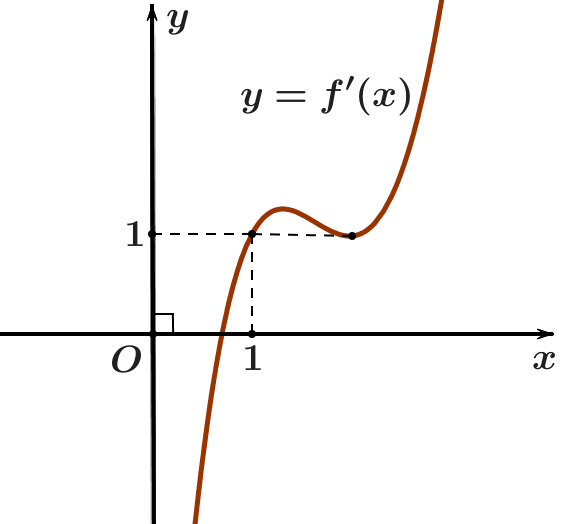 y
y = f′(x)
1
O
1
x